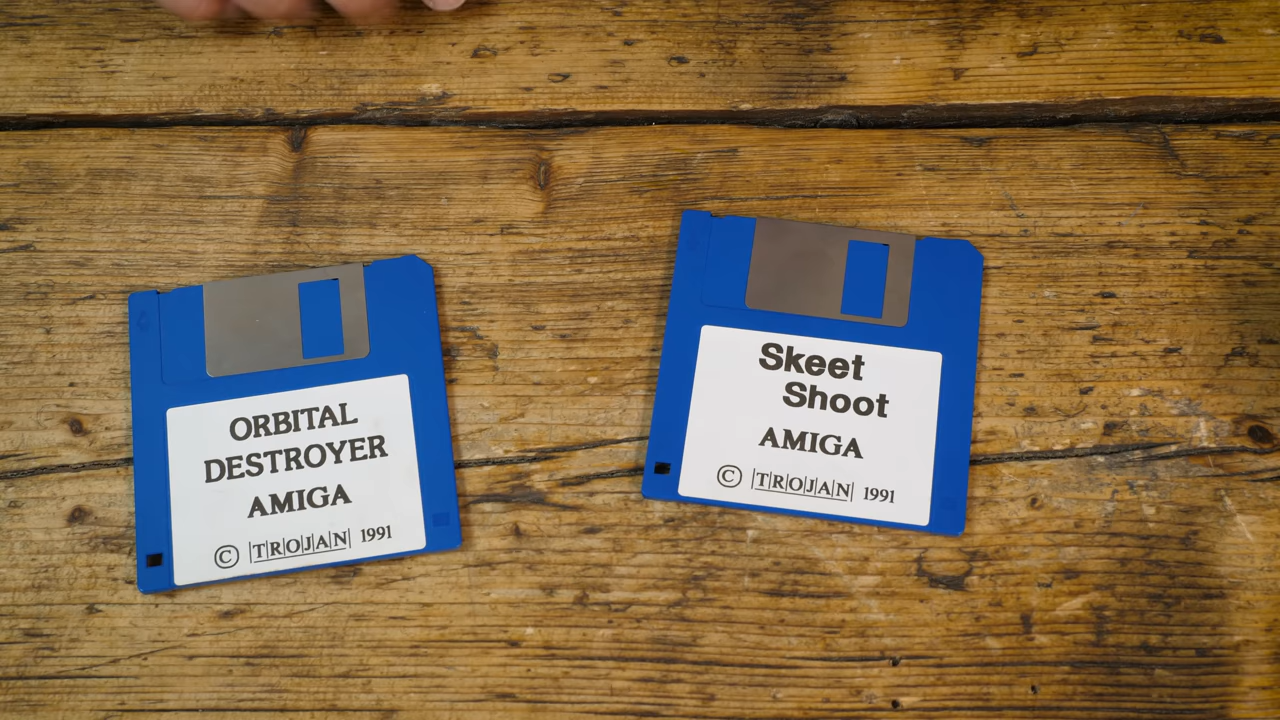 ORBITAL
DESTROYER
AMIGA
© TROJAN 1991
Skeet
Shoot
AMIGA
© TROJAN 1991